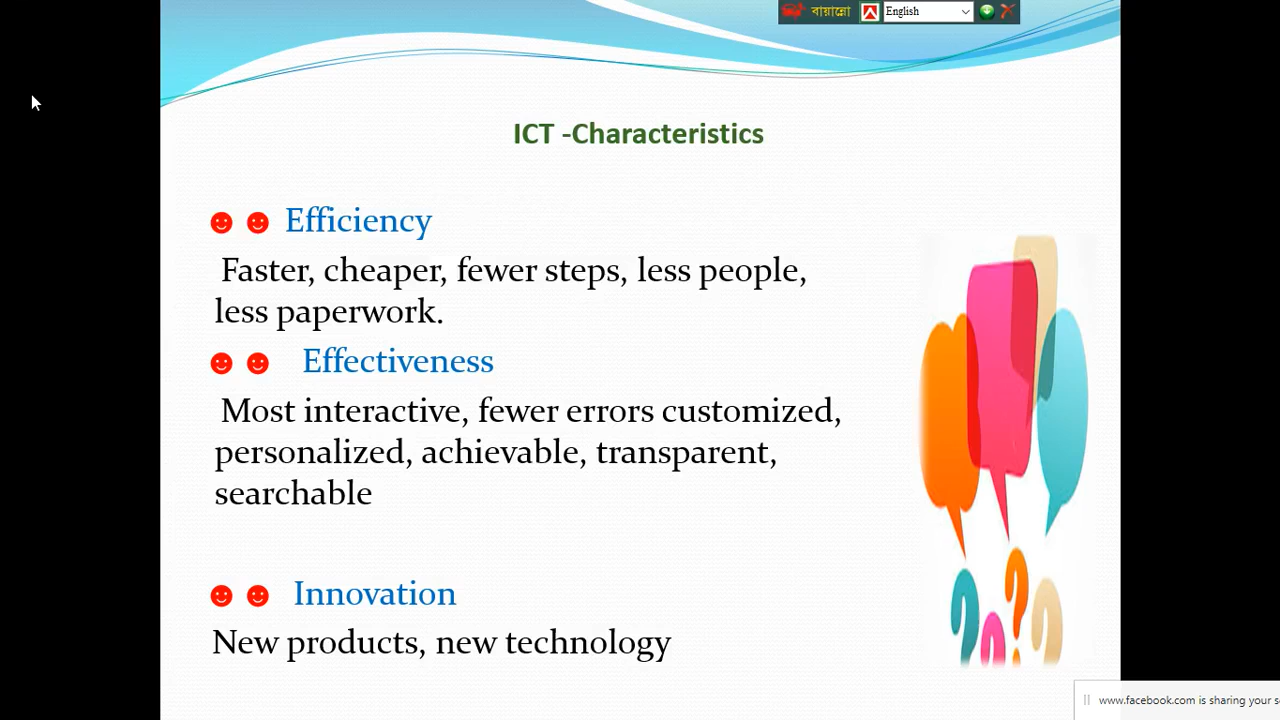 বায়ান্নো English
ICT -Characteristics
☻☻ Efficiency
Faster, cheaper, fewer steps, less people,
less paperwork.
☻☻ Effectiveness
Most interactive, fewer errors customized,
personalized, achievable, transparent,
searchable
☻☻ Innovation
New products, new technology
? ? ? ?
www.facebook.com is sharing your s